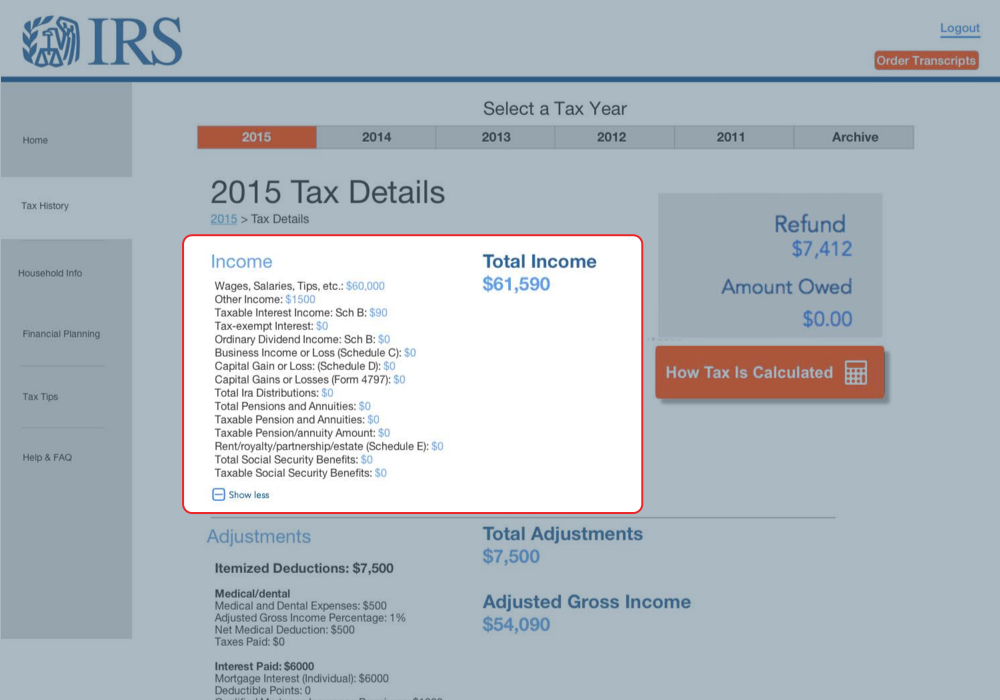 IRS
Logout
Order Transcripts
Select a Tax Year
2015 2014 2013 2012 2011 Archive
Home
Tax History
Household Info
Financial Planning
Tax Tips
Help & FAQ
2015 Tax Details
2015 > Tax Details
Income
Wages, Salaries, Tips, etc.: $60,000
Other Income: $1500
Taxable Interest Income: Sch B: $90
Tax-exempt Interest: $0
Ordinary Dividend Income: Sch B: $0
Business Income or Loss (Schedule C): $0
Capital Gain or Loss: (Schedule D): $0
Capital Gains or Losses (Form 4797): $0
Total Ira Distributions: $0
Total Pensions and Annuities: $0
Taxable Pension and Annuities: $0
Taxable Pension/annuity Amount: $0
Rent/royalty/partnership/estate (Schedule E): $0
Total Social Security Benefits: $0
Taxable Social Security Benefits: $0
Show less
Total Income
$61,590
Refund
$7,412
Amount Owed
$0.00
How Tax Is Calculated
Adjustments
Itemized Deductions: $7,500
Medical/dental
Medical and Dental Expenses: $500
Adjusted Gross Income Percentage: 1%
Net Medical Deduction: $500
Taxes Paid: $0
Interest Paid: $6000
Mortgage Interest (Individual): $6000
Deductible Points: 0
Total Adjustments
$7,500
Adjusted Gross Income
$54,090